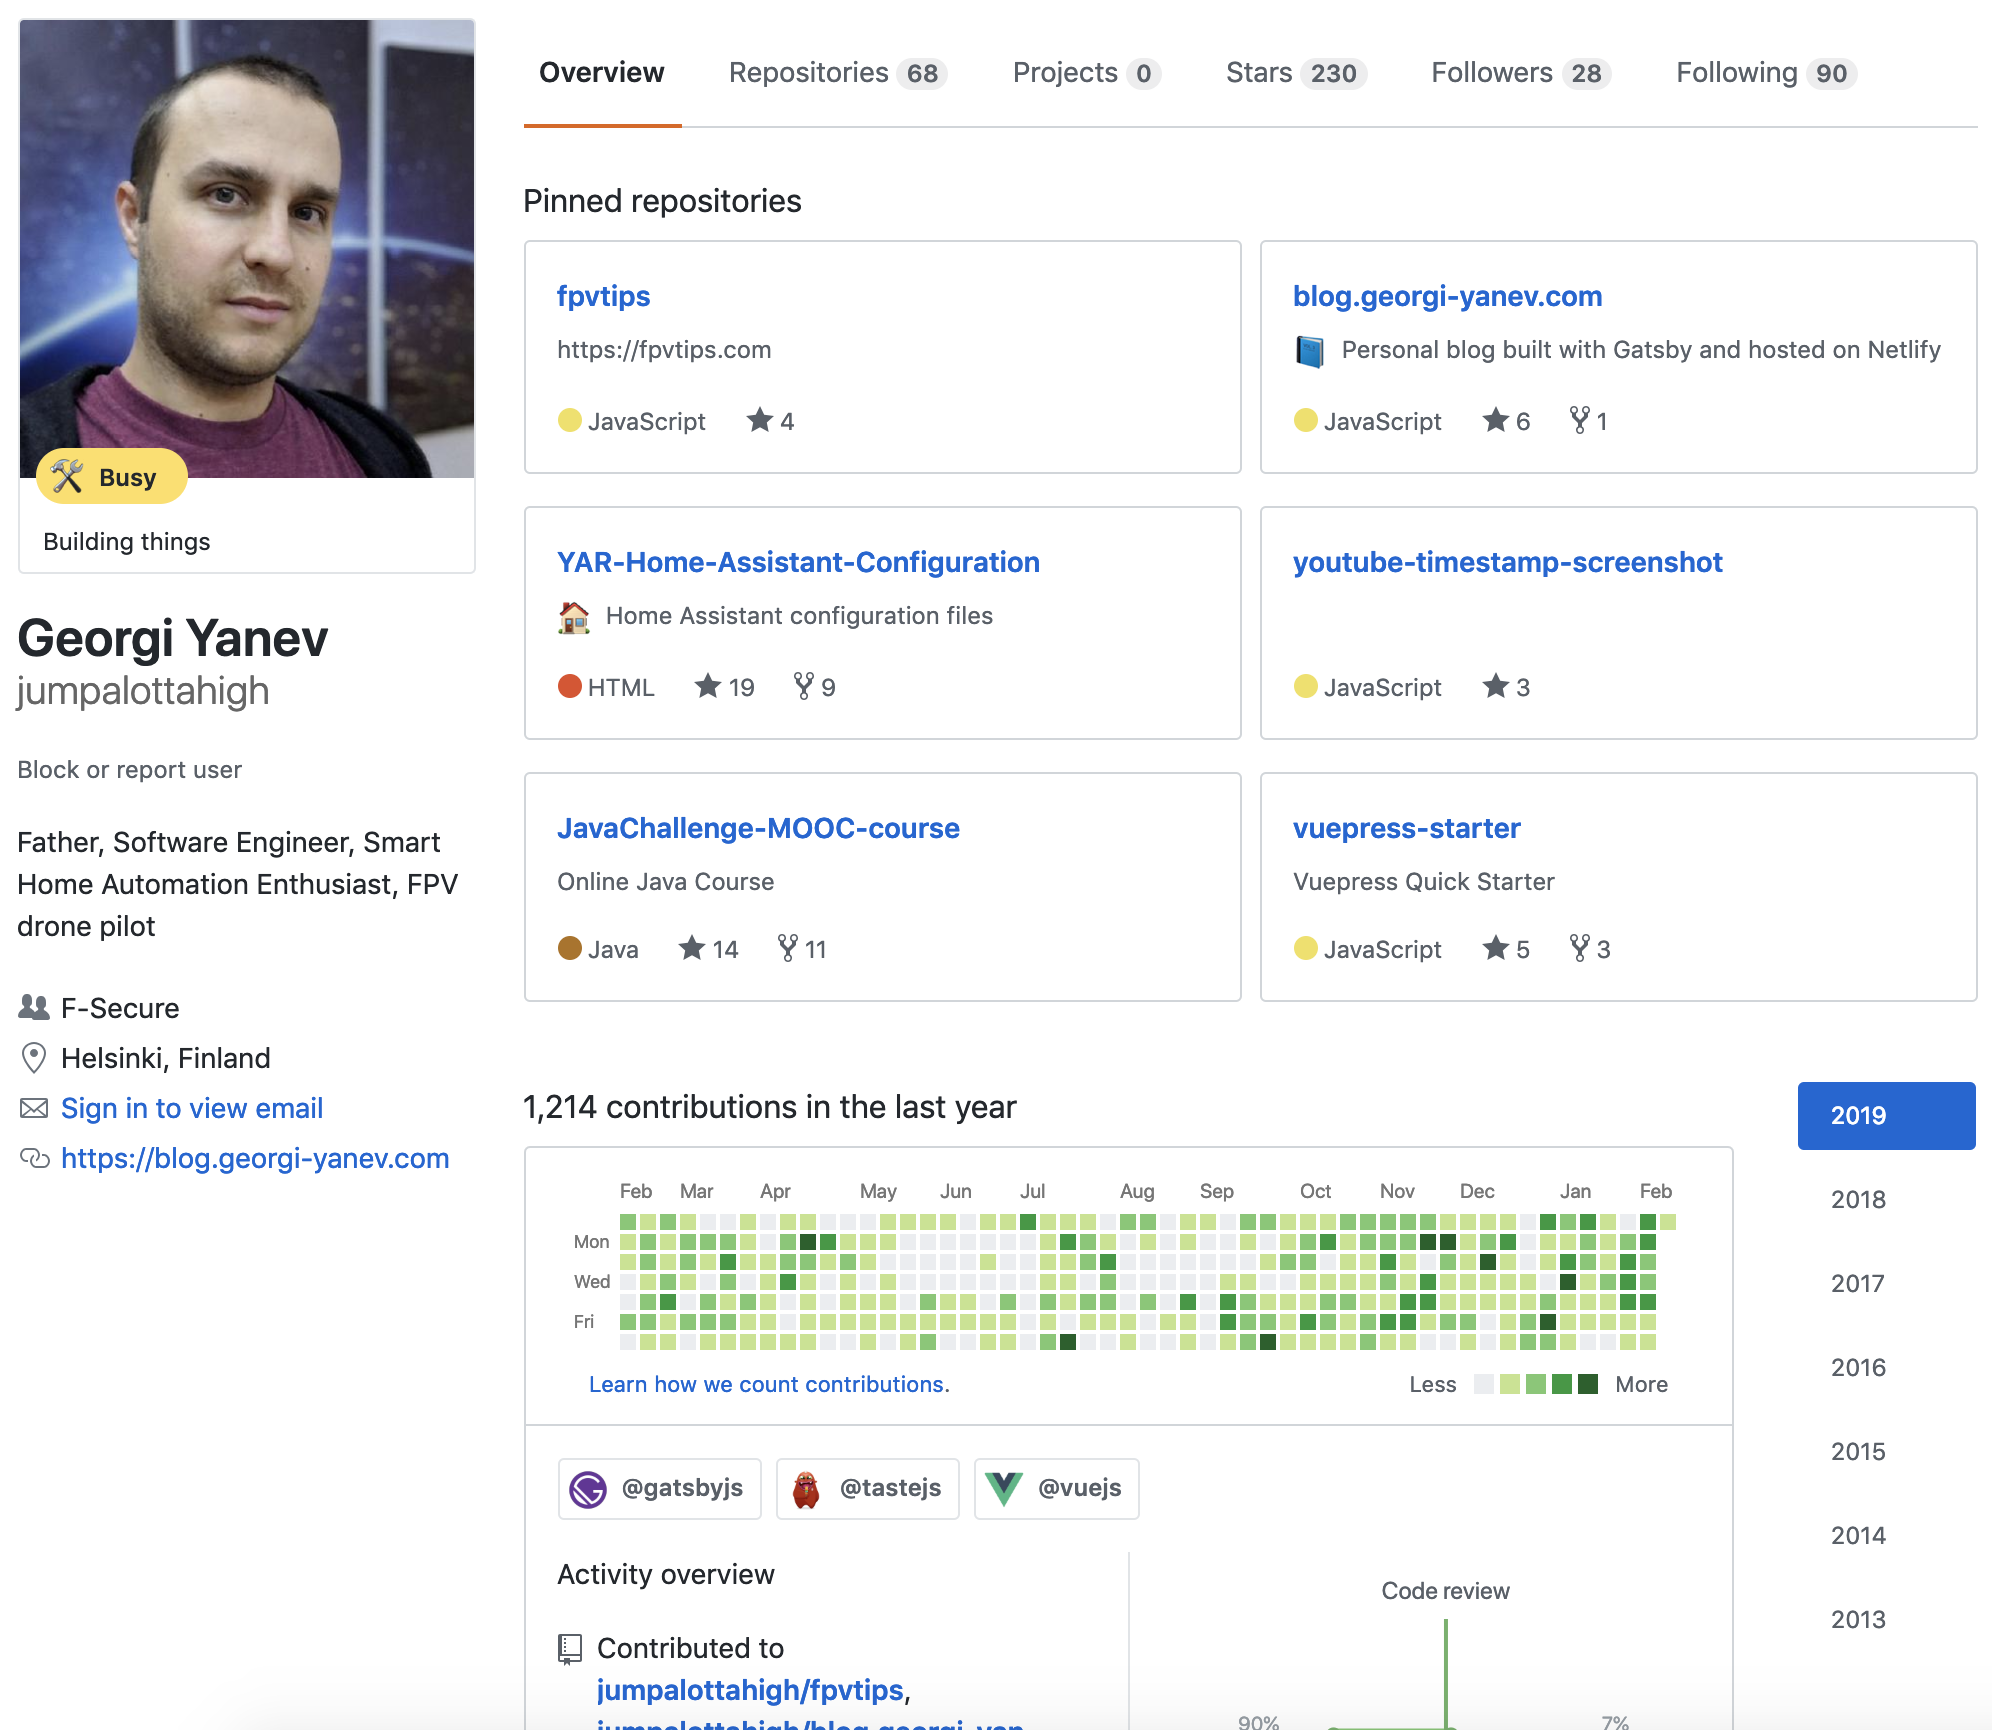 Overview Repositories 68 Projects 0 Stars 230 Followers 28 Following 90
Busy
Building things
Georgi Yanev
jumpalottahigh
Block or report user
Father, Software Engineer, Smart
Home Automation Enthusiast, FPV
drone pilot
F-Secure
Helsinki, Finland
Sign in to view email
https://blog.georgi-yanev.com
Pinned repositories
fpvtips
https://fpvtips.com
JavaScript 4
blog.georgi-yanev.com
Personal blog built with Gatsby and hosted on Netlify
JavaScript 6 1
YAR-Home-Assistant-Configuration
Home Assistant configuration files
HTML 19 9
youtube-timestamp-screenshot
JavaScript 3
JavaChallenge-MOOC-course
Online Java Course
Java 14 11
vuepress-starter
Vuepress Quick Starter
JavaScript 5 3
1,214 contributions in the last year
Feb Mar Apr May Jun Jul Aug Sep Oct Nov Dec Jan Feb
Mon
Wed
Fri
Learn how we count contributions. Less More
2019
2018
2017
2016
2015
2014
2013
@gatsbyjs @tastejs @vuejs
Activity overview
Contributed to
jumpalottahigh/fpvtips,
jumpalottahigh/blog.georgi-yan
Code review
90% 7%